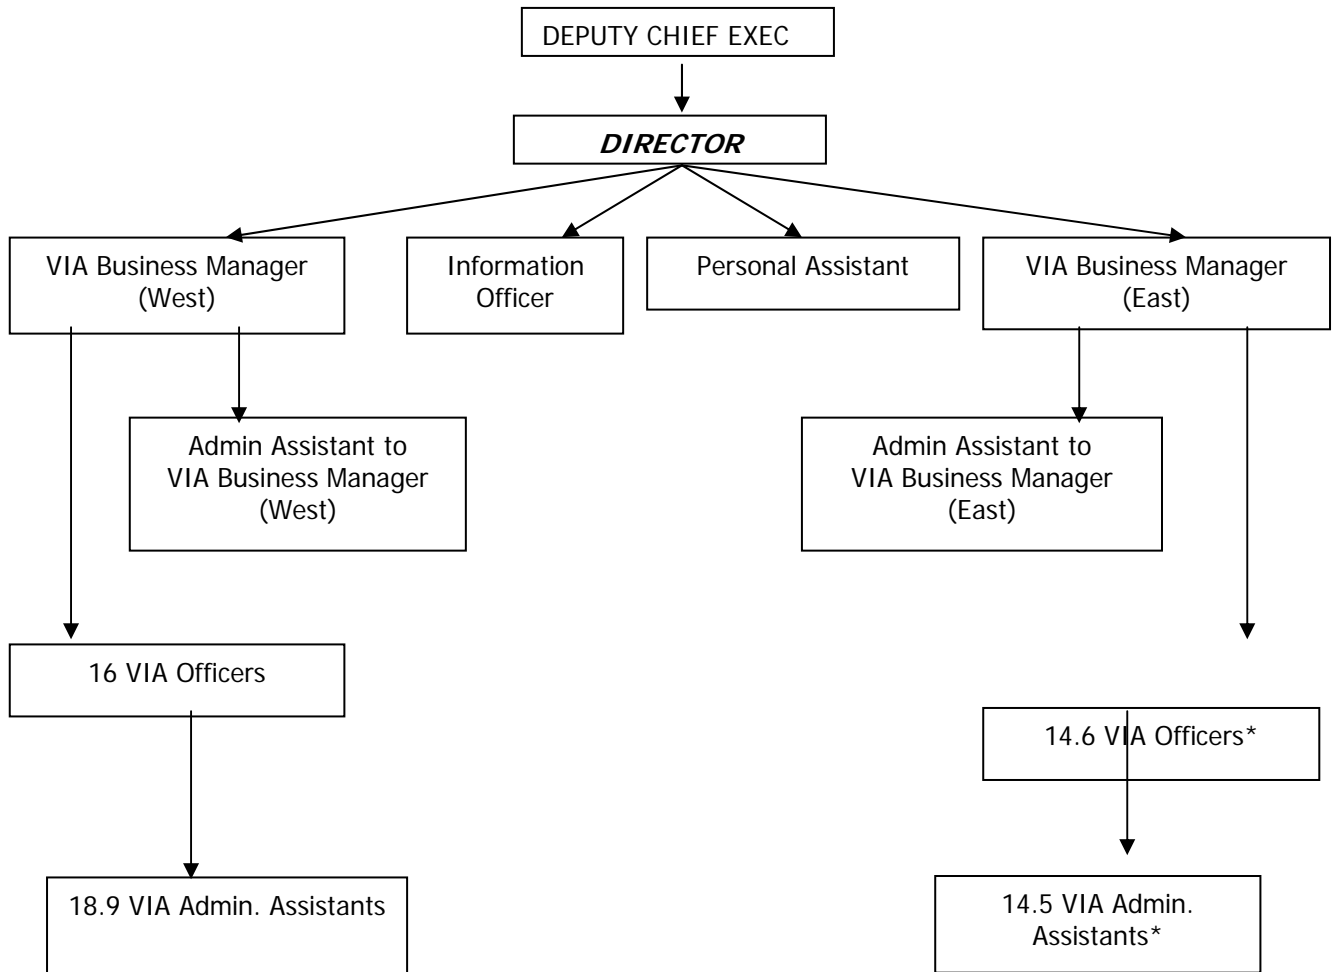 DEPUTY CHIEF EXEC
DIRECTOR
VIA Business Manager
(West)
Information
Officer
Personal Assistant
VIA Business Manager
(East)
Admin Assistant to
VIA Business Manager
(West)
Admin Assistant to
VIA Business Manager
(East)
16 VIA Officers
14.6 VIA Officers*
18.9 VIA Admin. Assistants
14.5 VIA Admin.
Assistants*